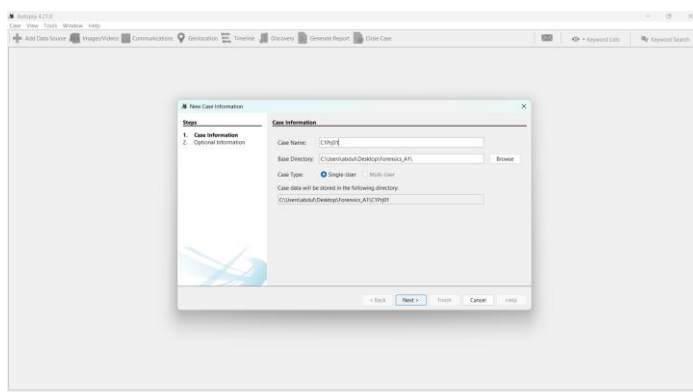 Autopsy 4.21.0
Case View Tools Window Help
Add Data Source Images/Videos Communications Geolocation Timeline Discovery Generate Report Close Case Keyword Lists Keyword Search
New Case Information
Steps
1. Case Information
2. Optional Information
Case Information
Case Name: C1Prj01
Base Directory: C:\Users\abdul\Desktop\Forensics_A1\ Browse
Case Type: Single-User Multi-User
Case data will be stored in the following directory:
C:\Users\abdul\Desktop\Forensics_A1\C1Prj01
< Back Next > Finish Cancel Help